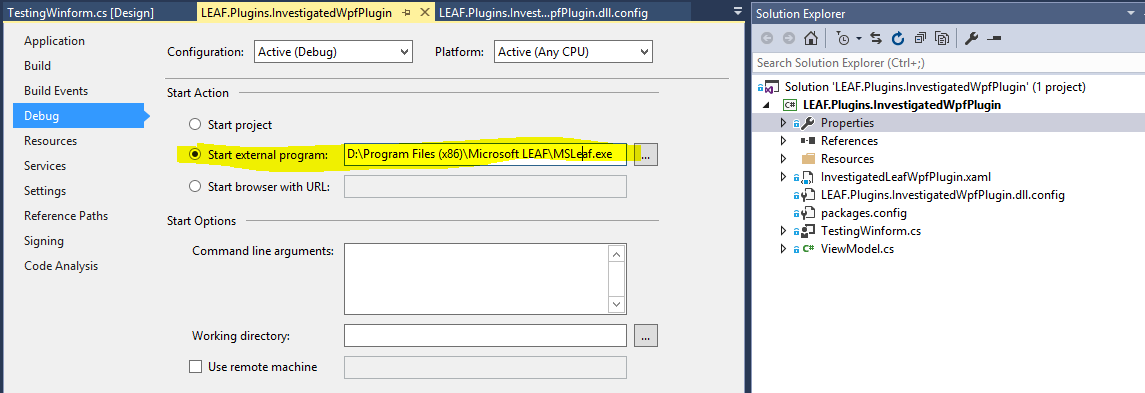 TestingWinform.cs [Design]
LEAF.Plugins.InvestigatedWpfPlugin
LEAF.Plugins.Invest...pfPlugin.dll.config
Application
Build
Build Events
Debug
Resources
Services
Settings
Reference Paths
Signing
Code Analysis
Configuration:
Active (Debug)
Platform:
Active (Any CPU)
Start Action
Start project
Start external program:
D:\Program Files (x86)\Microsoft LEAF\MSLeaf.exe
...
Start browser with URL:
Start Options
Command line arguments:
Working directory:
...
Use remote machine
Solution Explorer
Search Solution Explorer (Ctrl+;)
Solution 'LEAF.Plugins.InvestigatedWpfPlugin' (1 project)
C# LEAF.Plugins.InvestigatedWpfPlugin
Properties
References
Resources
InvestigatedLeafWpfPlugin.xaml
LEAF.Plugins.InvestigatedWpfPlugin.dll.config
packages.config
TestingWinform.cs
C# ViewModel.cs